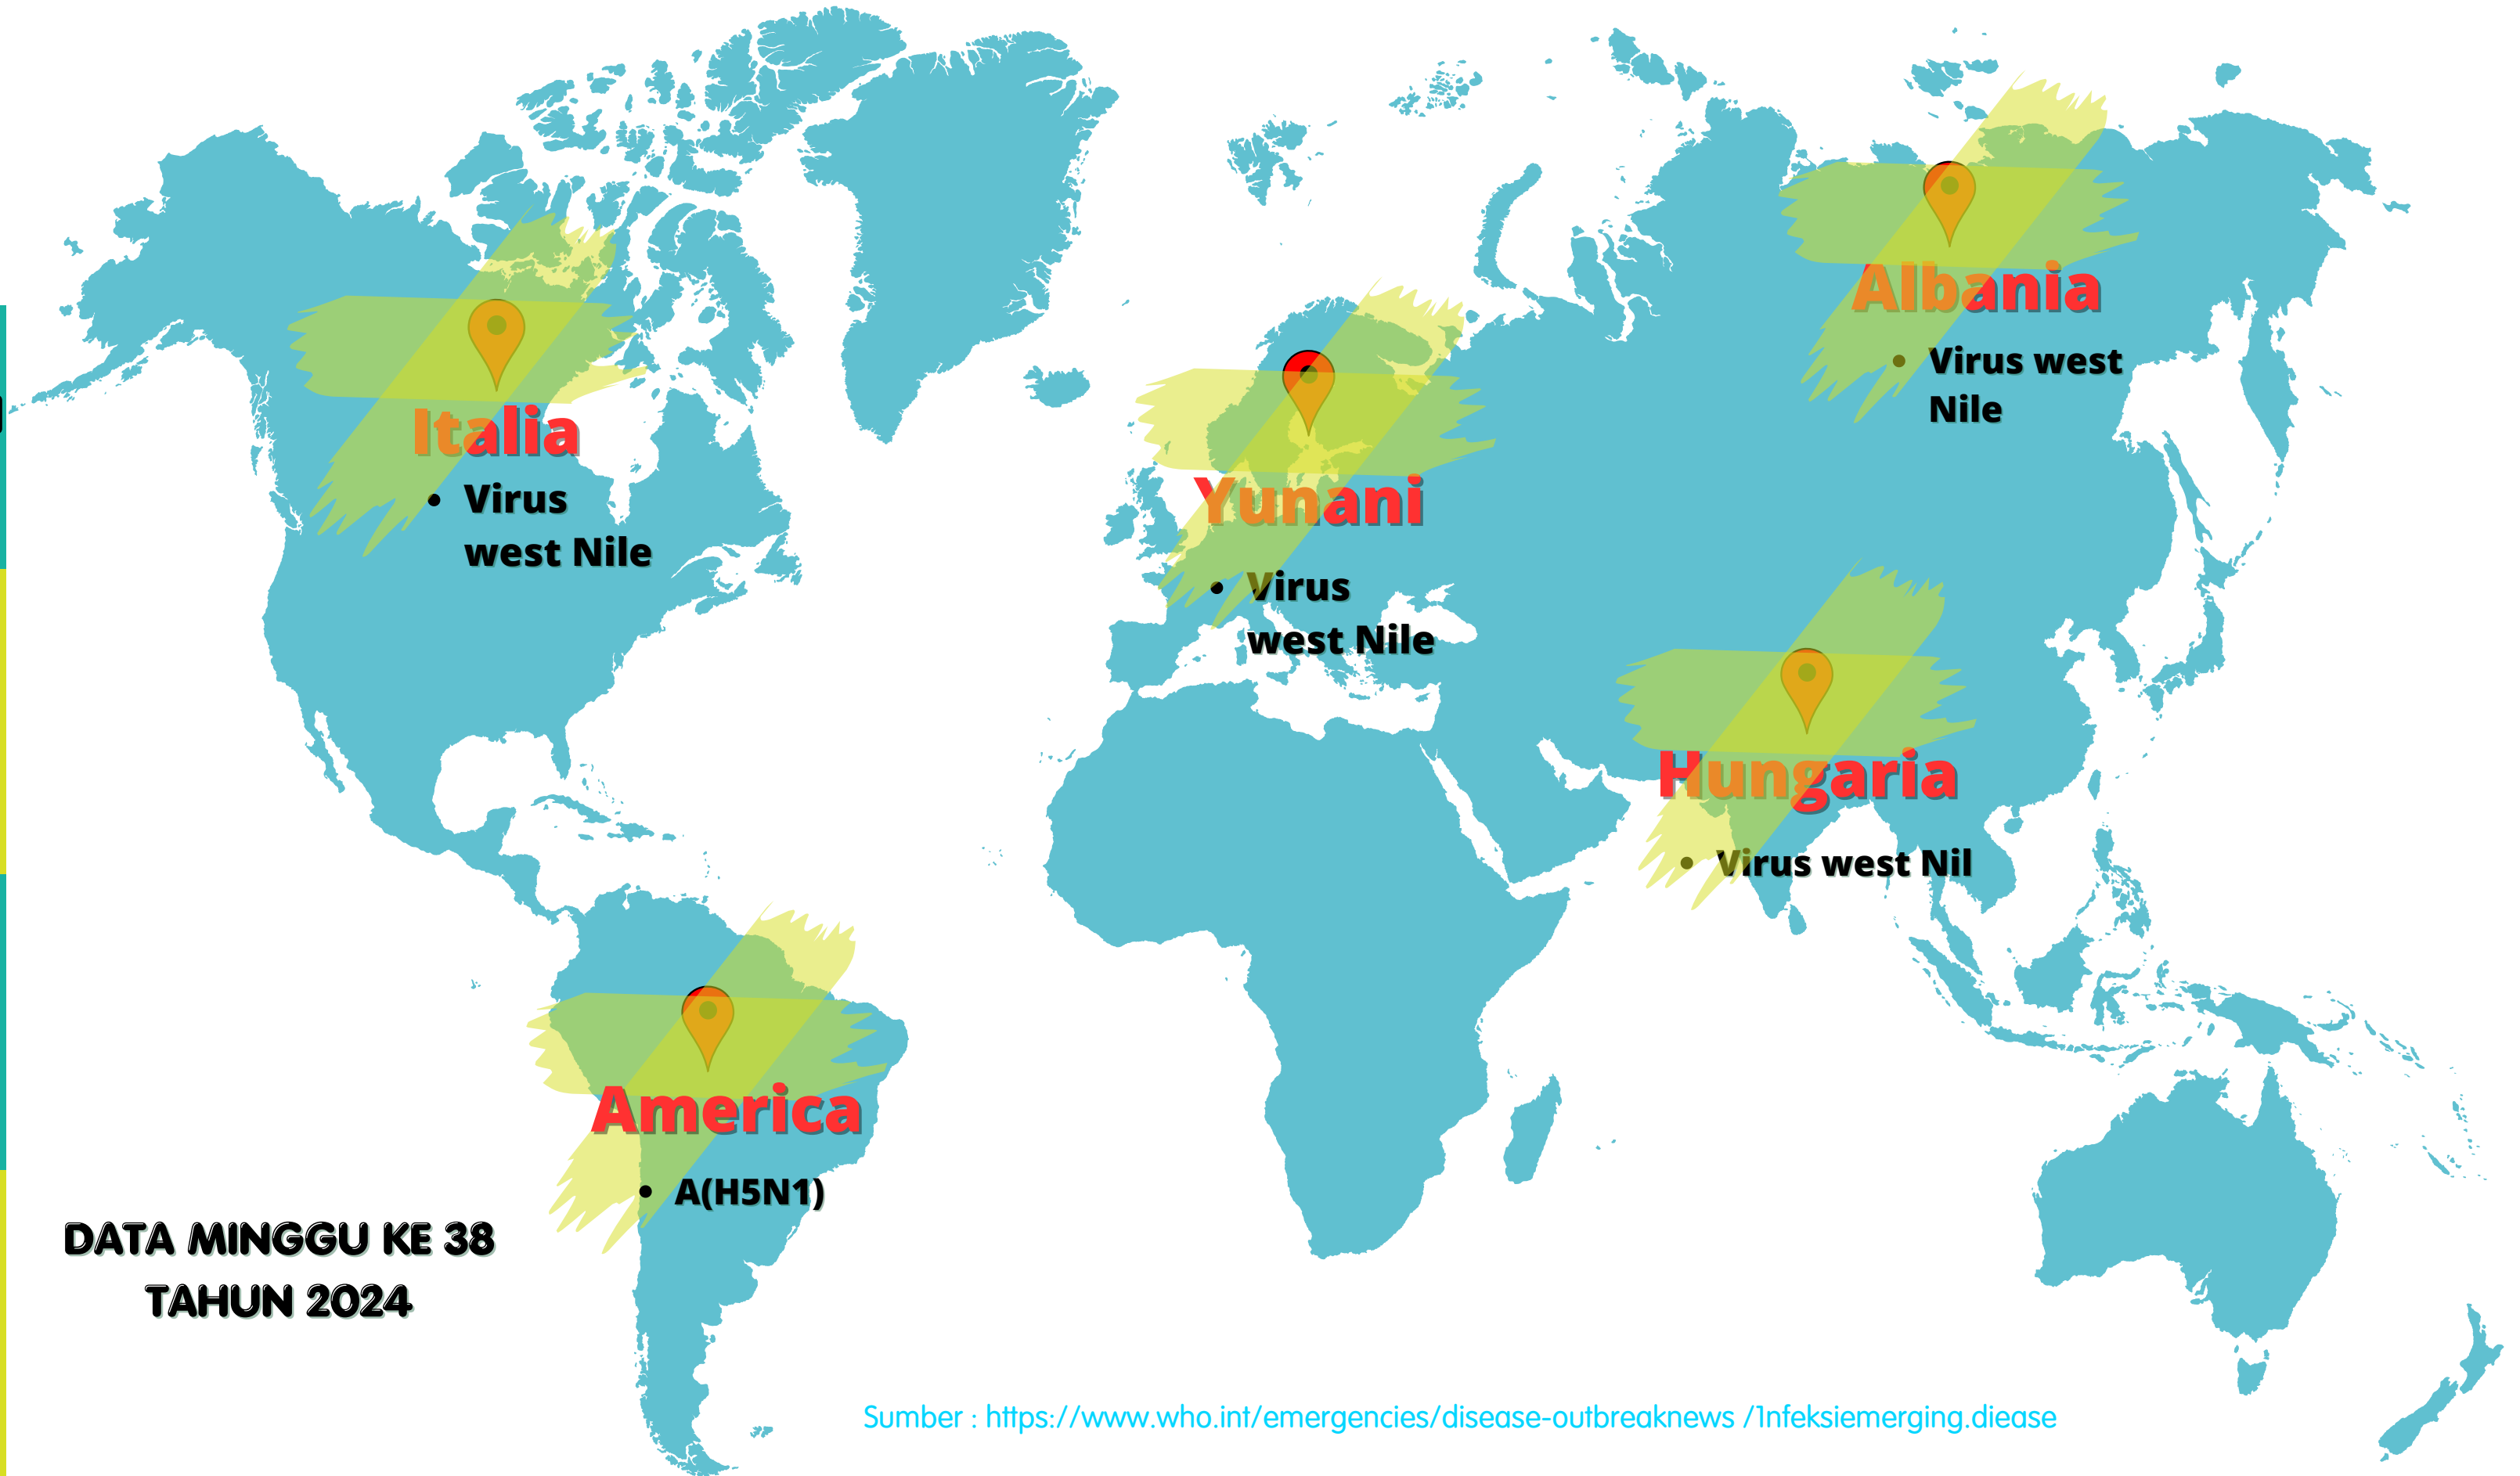 Albania
Virus west
Nile
Italia
Virus
west Nile
Yunani
Virus
west Nile
Hungaria
Virus west Nil
America
A(H5N1)
DATA MINGGU KE 38
TAHUN 2024
Sumber : https://www.who.int/emergencies/disease-outbreaknews /1nfeksiemerging.diease